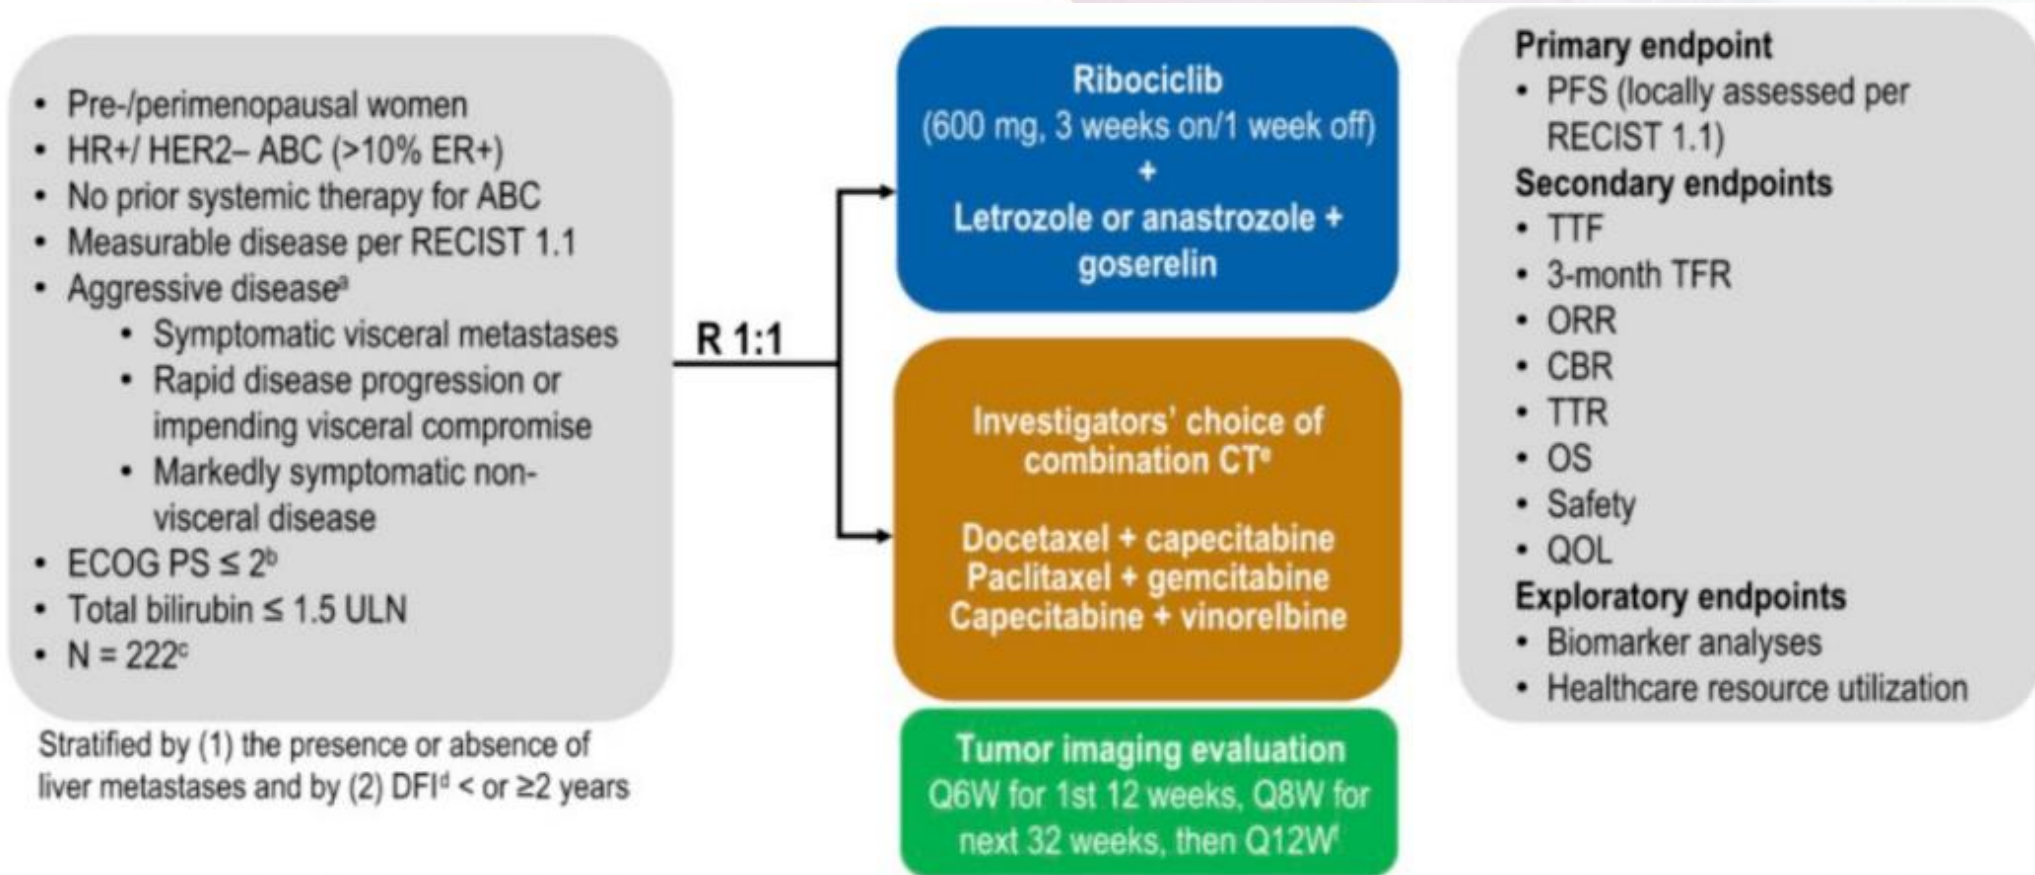 • Pre-/perimenopausal women
• HR+/ HER2– ABC (>10% ER+)
• No prior systemic therapy for ABC
• Measurable disease per RECIST 1.1
• Aggressive diseaseᵃ
• Symptomatic visceral metastases
• Rapid disease progression or
impending visceral compromise
• Markedly symptomatic non-
visceral disease
• ECOG PS ≤ 2ᵇ
• Total bilirubin ≤ 1.5 ULN
• N = 222ᶜ
Stratified by (1) the presence or absence of
liver metastases and by (2) DFIᵈ < or ≥2 years
R 1:1
Ribociclib
(600 mg, 3 weeks on/1 week off)
+
Letrozole or anastrozole +
goserelin
Investigators' choice of
combination CTᵉ
Docetaxel + capecitabine
Paclitaxel + gemcitabine
Capecitabine + vinorelbine
Tumor imaging evaluation
Q6W for 1st 12 weeks, Q8W for
next 32 weeks, then Q12Wᶠ
Primary endpoint
• PFS (locally assessed per
RECIST 1.1)
Secondary endpoints
• TTF
• 3-month TFR
• ORR
• CBR
• TTR
• OS
• Safety
• QOL
Exploratory endpoints
• Biomarker analyses
• Healthcare resource utilization